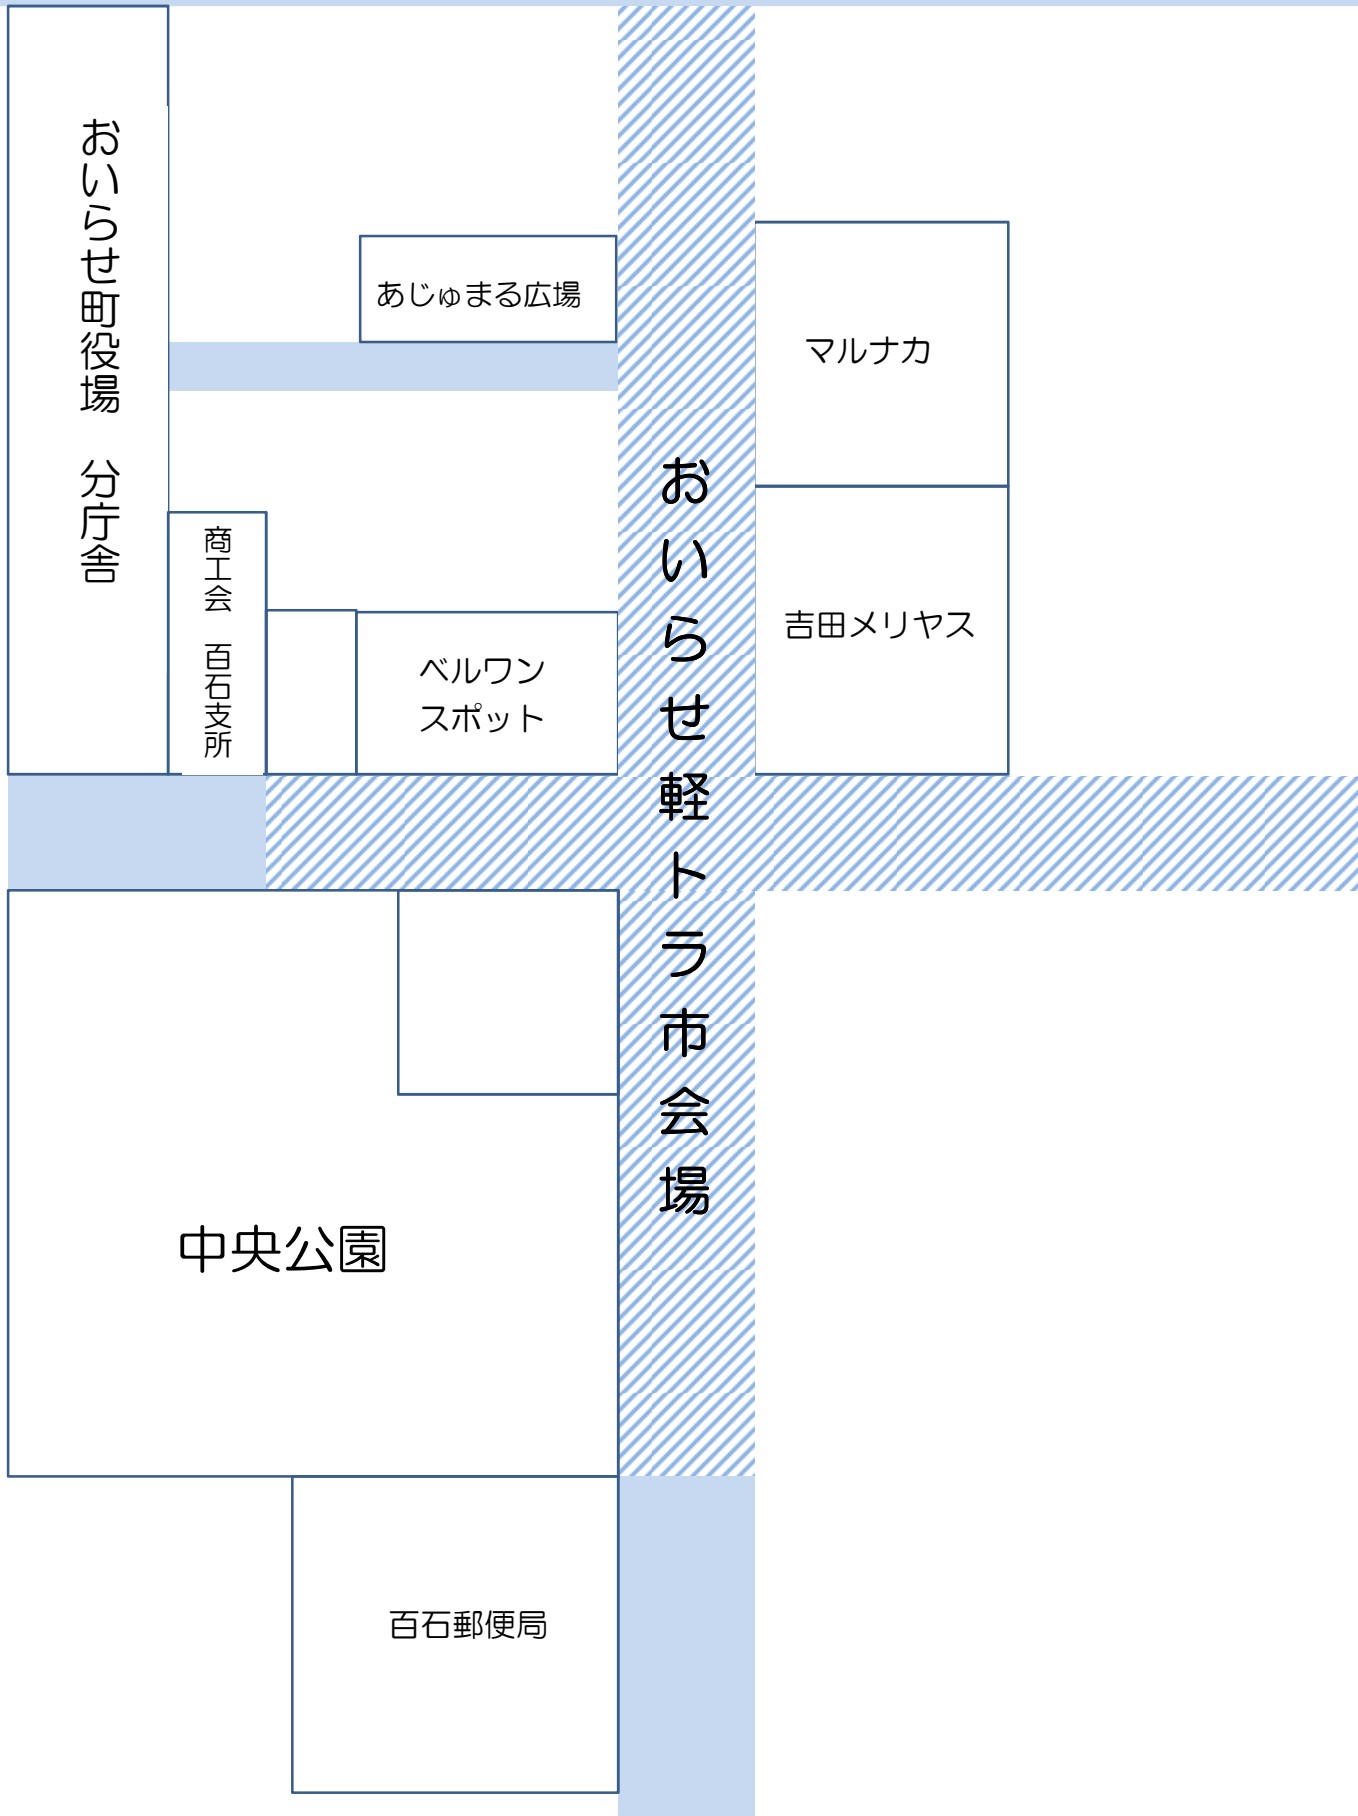 おいらせ町役場　分庁舎
あじゅまる広場
マルナカ
おいらせ軽トラ市会場
商工会　百石支所
ベルワン
スポット
吉田メリヤス
中央公園
百石郵便局